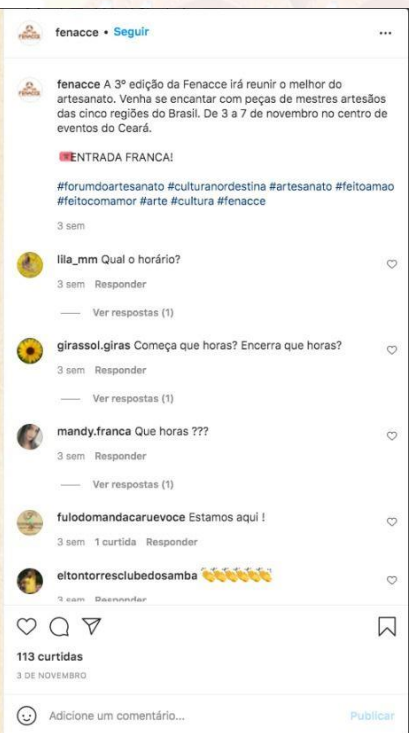 fenacce • Seguir
fenacce A 3º edição da Fenacce irá reunir o melhor do
artesanato. Venha se encantar com peças de mestres artesãos
das cinco regiões do Brasil. De 3 a 7 de novembro no centro de
eventos do Ceará.
ENTRADA FRANCA!
#forumdoartesanato #culturanordestina #artesanato #feitoamao
#feitocomamor #arte #cultura #fenacce
3 sem
lila_mm Qual o horário?
3 sem Responder
Ver respostas (1)
girassol.giras Começa que horas? Encerra que horas?
3 sem Responder
Ver respostas (1)
mandy.franca Que horas ???
3 sem Responder
Ver respostas (1)
fulodomandacaruevoce Estamos aqui !
3 sem 1 curtida Responder
eltontorresclubedosamba 👏👏👏👏👏👏
3 sem Responder
113 curtidas
3 DE NOVEMBRO
Adicione um comentário...
Publicar